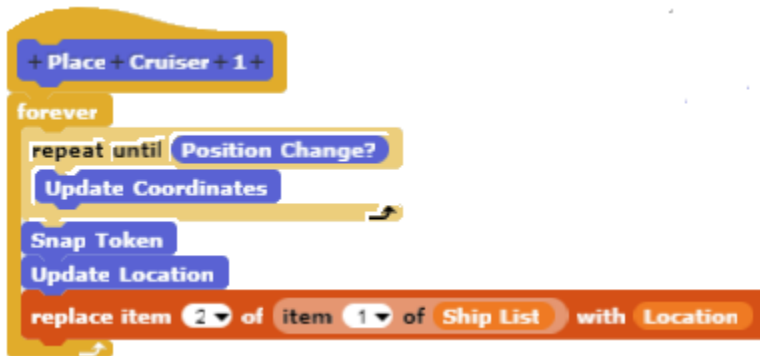 + Place + Cruiser + 1 +
forever
repeat until Position Change?
Update Coordinates
Snap Token
Update Location
replace item 2 of item 1 of Ship List with Location